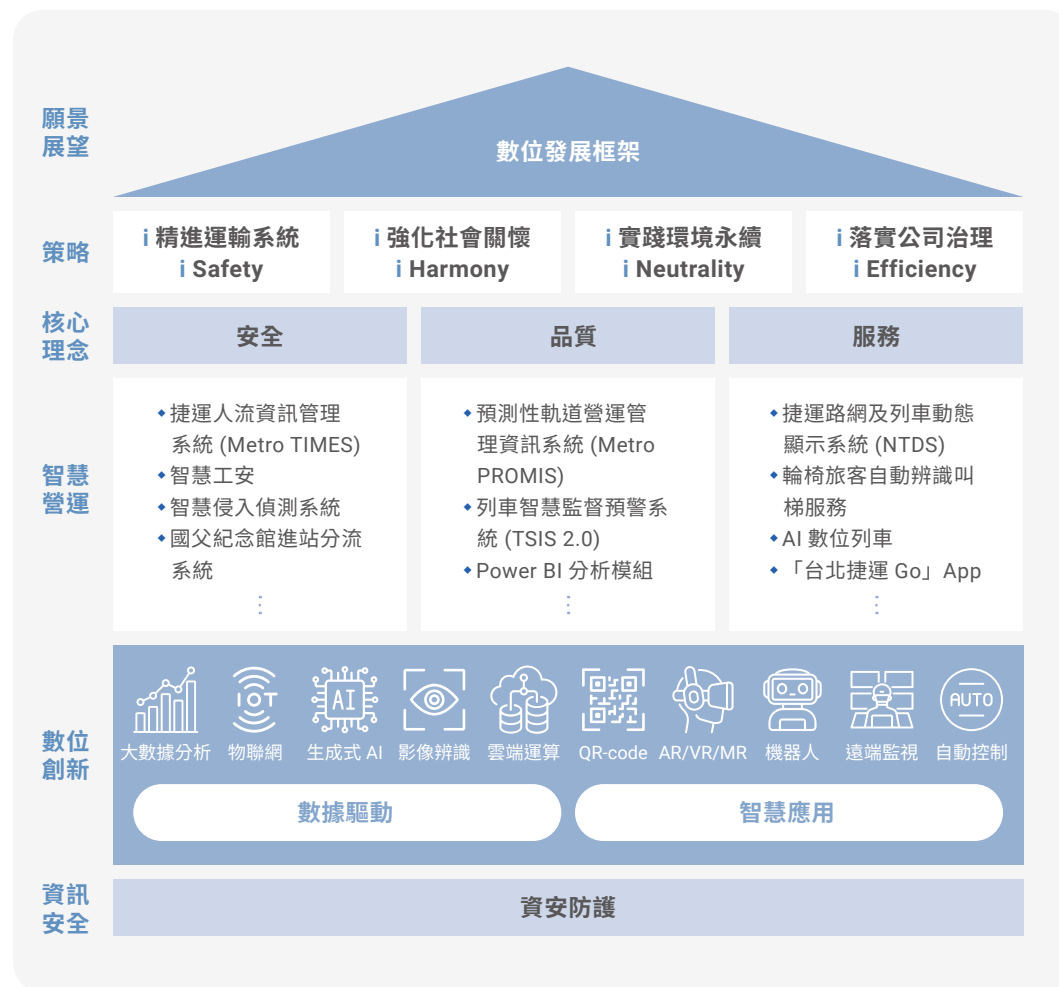 願景
展望
數位發展框架
策略
i 精進運輸系統
i Safety
i 強化社會關懷
i Harmony
i 實踐環境永續
i Neutrality
i 落實公司治理
i Efficiency
核心
理念
安全
品質
服務
智慧
營運
◆捷運人流資訊管理
系統 (Metro TIMES)
◆智慧工安
◆智慧侵入偵測系統
◆國父紀念館進站分流
系統
⋮
◆預測性軌道營運管
理資訊系統 (Metro
PROMIS)
◆列車智慧監督預警系
統 (TSIS 2.0)
◆Power BI 分析模組
⋮
◆捷運路網及列車動態
顯示系統 (NTDS)
◆輪椅旅客自動辨識叫
梯服務
◆AI 數位列車
◆「台北捷運 Go」App
⋮
數位
創新
IOT
AI
AUTO
大數據分析
物聯網
生成式 AI
影像辨識
雲端運算
QR-code
AR/VR/MR
機器人
遠端監視
自動控制
數據驅動
智慧應用
資訊
安全
資安防護